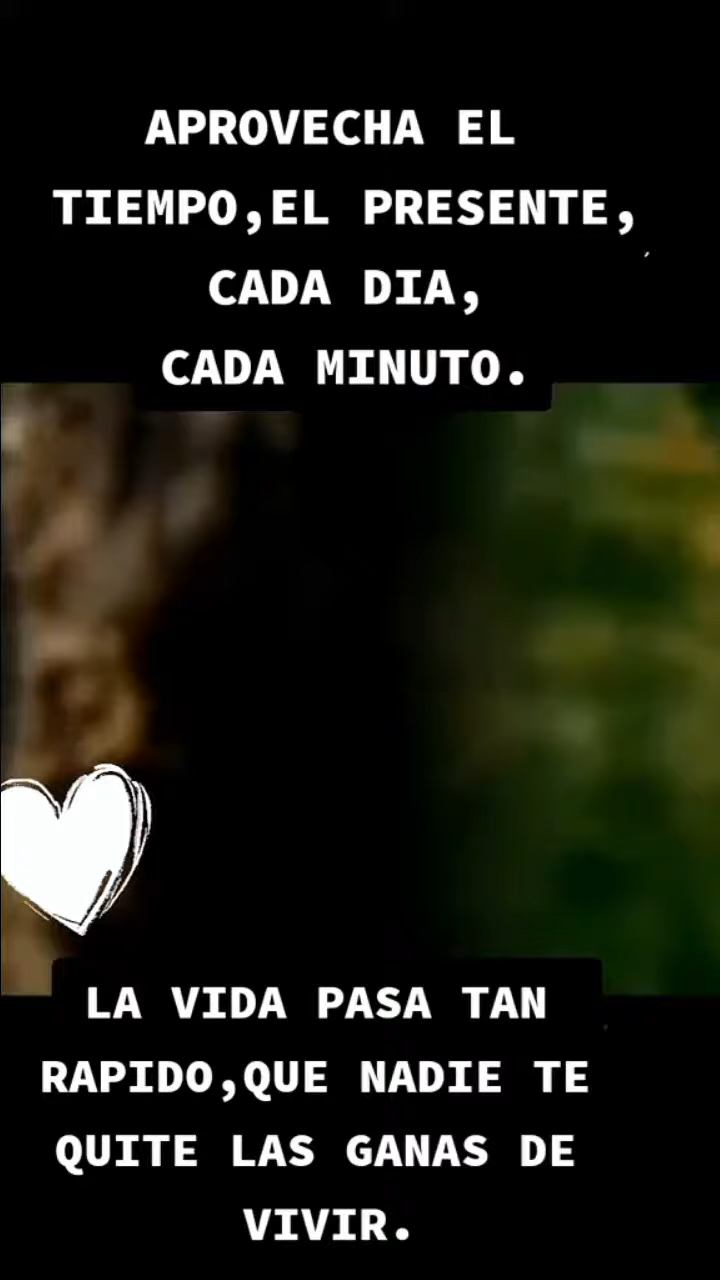 APROVECHA EL
TIEMPO,EL PRESENTE,
CADA DIA,
CADA MINUTO.
LA VIDA PASA TAN
RAPIDO,QUE NADIE TE
QUITE LAS GANAS DE
VIVIR.